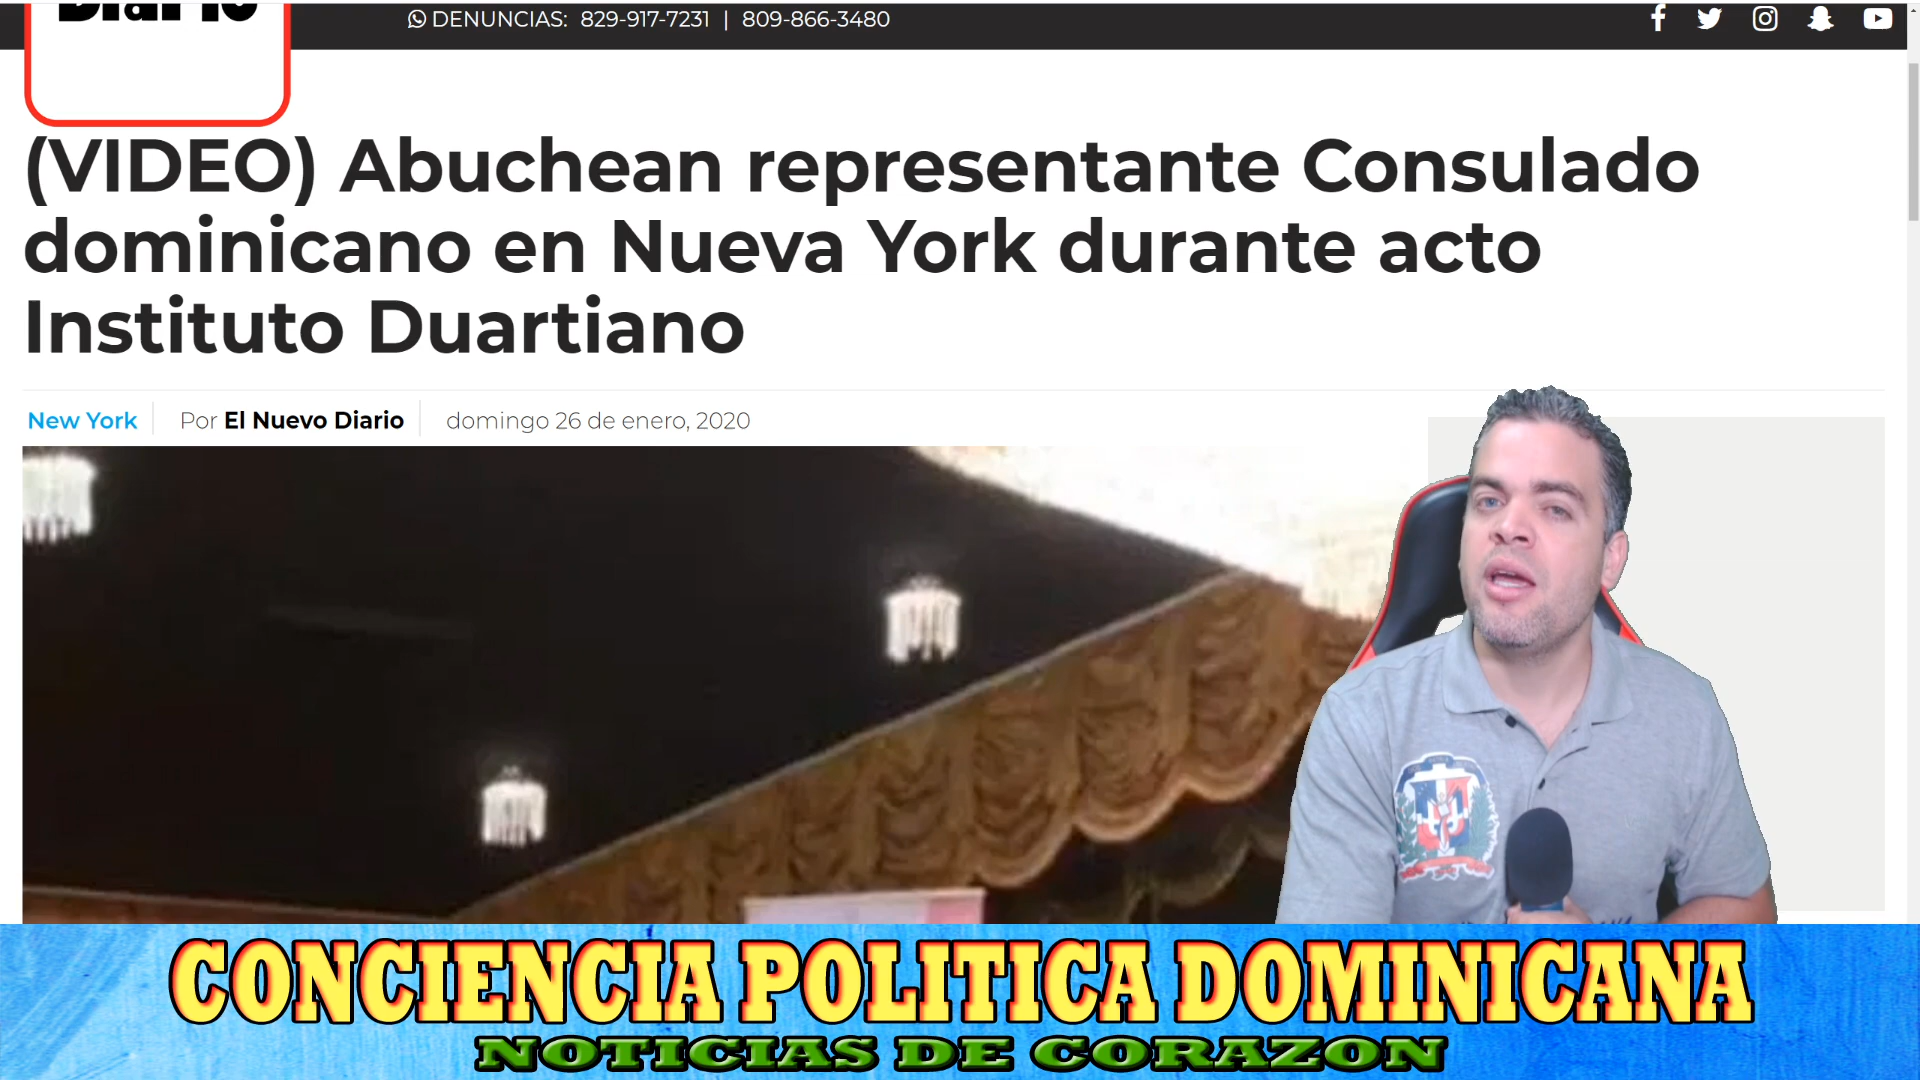 Diario
DENUNCIAS: 829-917-7231 | 809-866-3480
(VIDEO) Abuchean representante Consulado
dominicano en Nueva York durante acto
Instituto Duartiano
New York
Por El Nuevo Diario
domingo 26 de enero, 2020
CONCIENCIA POLITICA DOMINICANA
NOTICIAS DE CORAZON